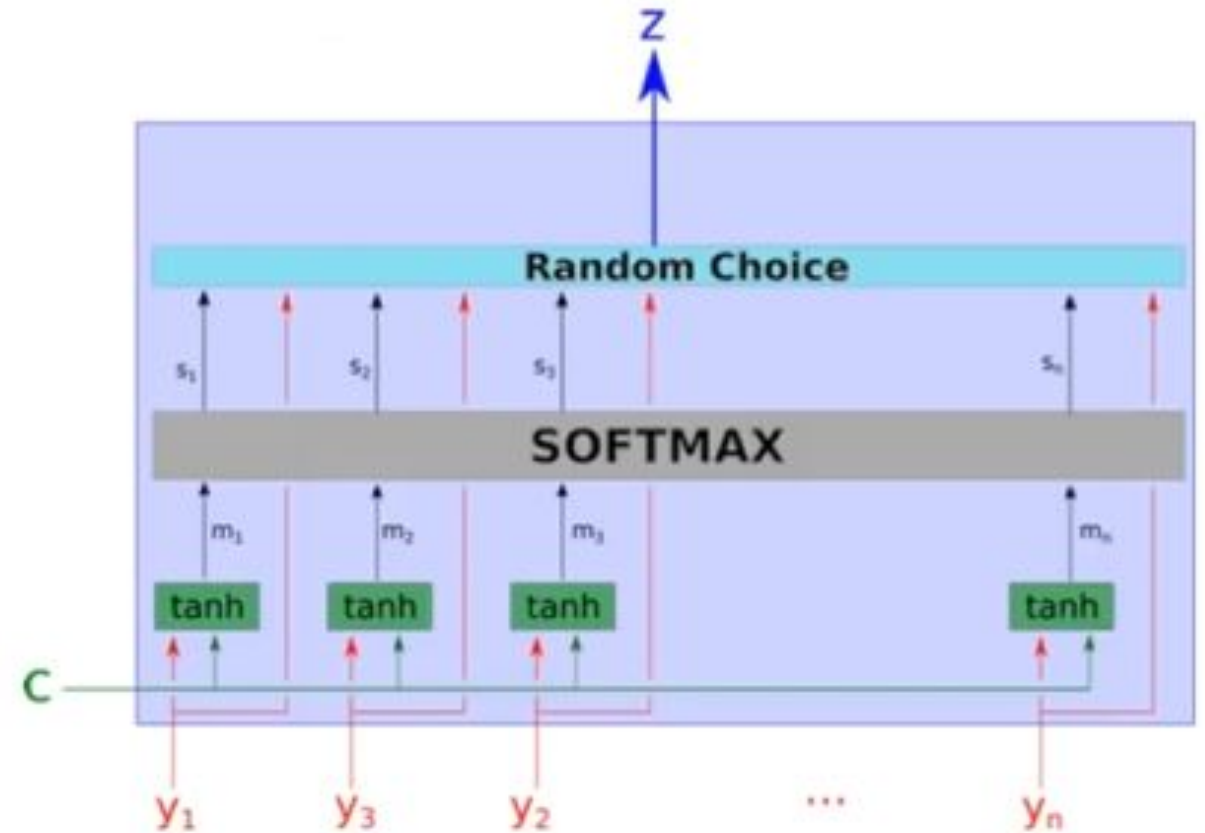 Z
Random Choice
s₁ s₂ s₃ sₙ
SOFTMAX
m₁ m₂ m₃ mₙ
tanh tanh tanh tanh
C
y₁ y₃ y₂ ... yₙ